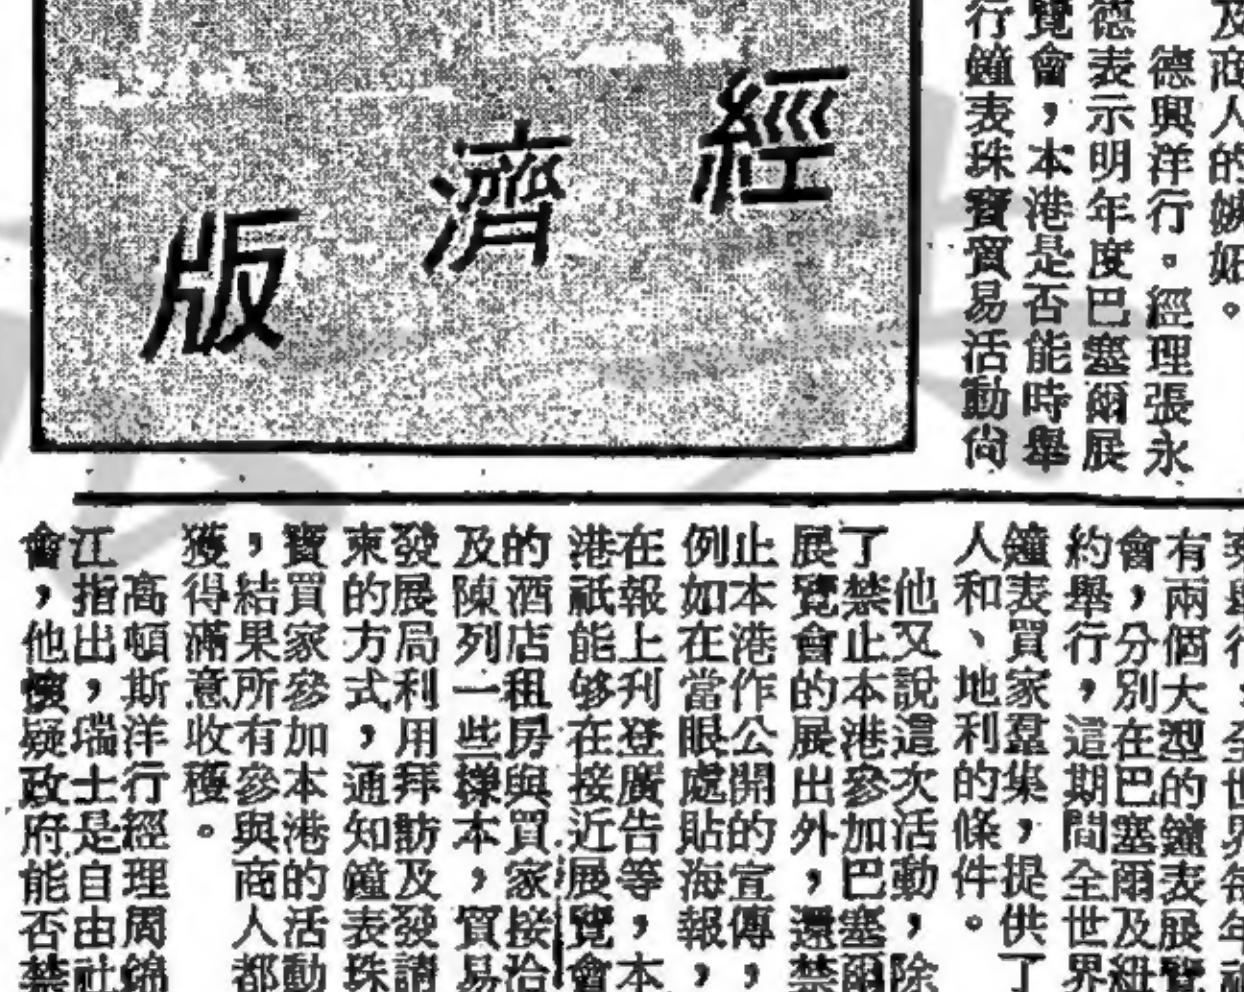 經濟版
及商人的嫉妬。
德興洋行。經理張永
德表示明年度巴塞爾展
覽會，本港是否能時舉
行鐘表珠寶貿易活動尚
有兩個大型的鐘表展覽
會，分別在巴塞爾及紐
約舉行，這期間全世界
鐘表買家羣集，提供了
人和、地利的條件。
他又說這次活動，除
了禁止本港參加巴塞爾
展覽會的展出外，還禁
止本港作公開的宣傳，
例如在當眼處貼海報，
在報上刊登廣告等，本
港祇能够在接近展覽會
的酒店租房與買家接洽
及陳列一些樣本，貿易
發展局利用拜訪及發請
柬的方式，通知鐘表珠
寶買家參加本港的活動
，結果所有參與商人都
獲得滿意收穫。
高頓斯洋行經理周錦
江指出，瑞士是自由社
會，他懷疑政府能否禁